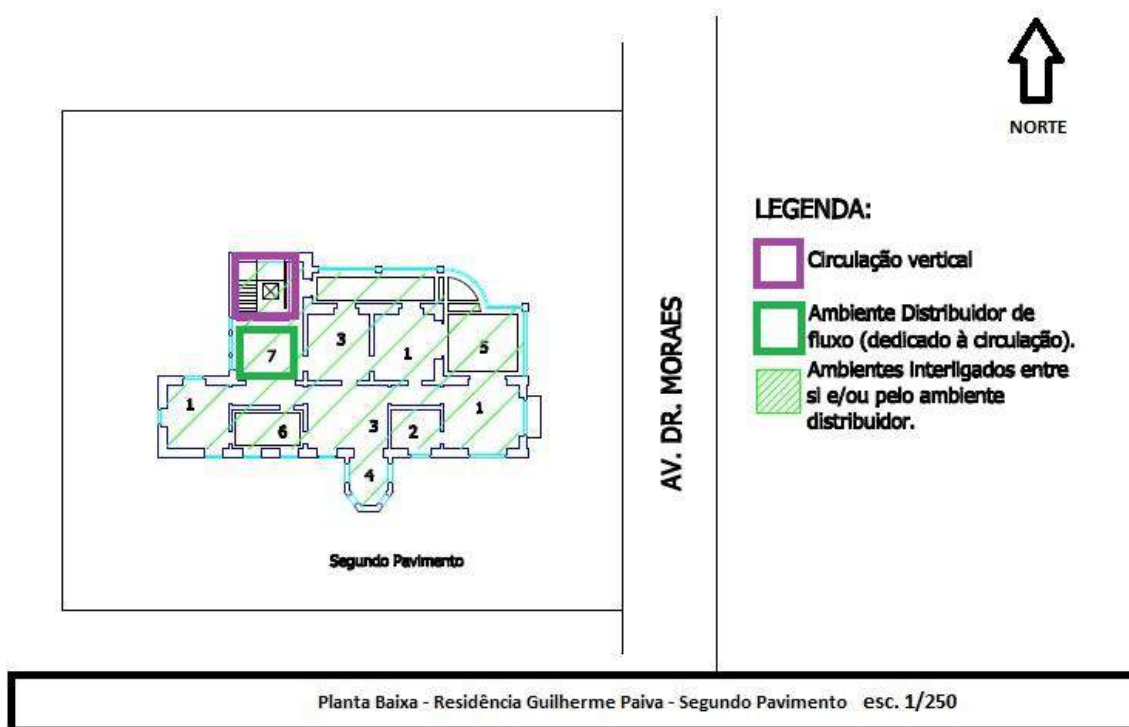 NORTE
LEGENDA:
Circulação vertical
Ambiente Distribuidor de
fluxo (dedicado à circulação).
Ambientes interligados entre
si e/ou pelo ambiente
distribuidor.
AV. DR. MORAES
3
1
5
7
1
6
3
2
1
4
Segundo Pavimento
Planta Baixa - Residência Guilherme Paiva - Segundo Pavimento esc. 1/250